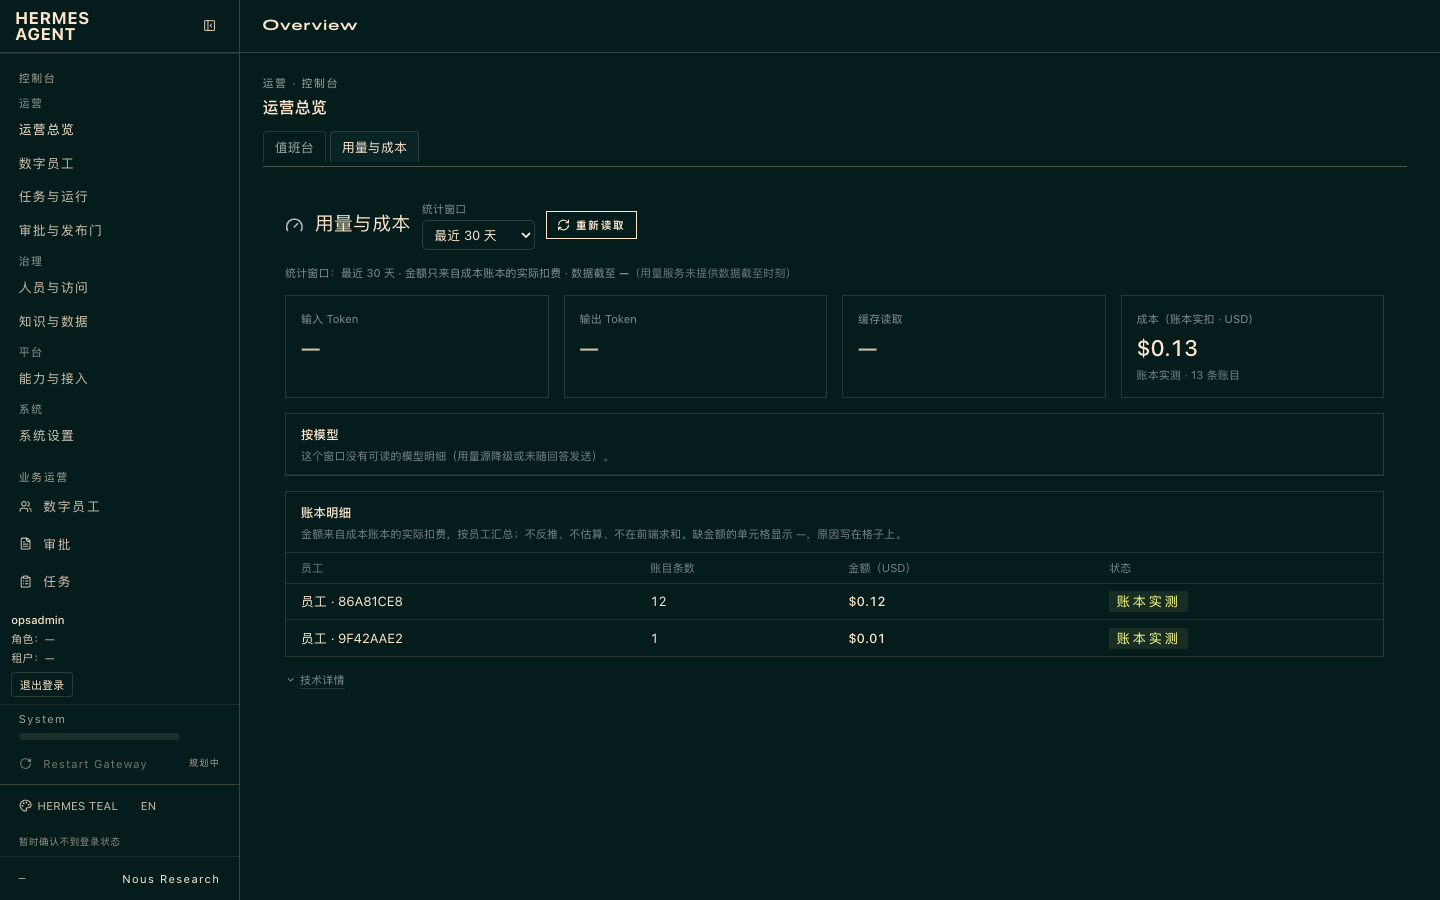 HERMES
AGENT
Overview
控制台
运营
运营总览
数字员工
任务与运行
审批与发布门
治理
人员与访问
知识与数据
平台
能力与接入
系统
系统设置
业务运营
数字员工
审批
任务
opsadmin
角色：—
租户：—
退出登录
System
Restart Gateway 规划中
HERMES TEAL EN
暂时确认不到登录状态
— Nous Research
运营 · 控制台
运营总览
值班台 用量与成本
用量与成本
统计窗口
最近 30 天
重新读取
统计窗口：最近 30 天 · 金额只来自成本账本的实际扣费 · 数据截至 —（用量服务未提供数据截至时刻）
输入 Token
—
输出 Token
—
缓存读取
—
成本（账本实扣 · USD）
$0.13
账本实测 · 13 条账目
按模型
这个窗口没有可读的模型明细（用量源降级或未随回答发送）。
账本明细
金额来自成本账本的实际扣费，按员工汇总；不反推、不估算、不在前端求和。缺金额的单元格显示 —，原因写在格子上。
员工 账目条数 金额（USD） 状态
员工 · 86A81CE8 12 $0.12 账本实测
员工 · 9F42AAE2 1 $0.01 账本实测
技术详情